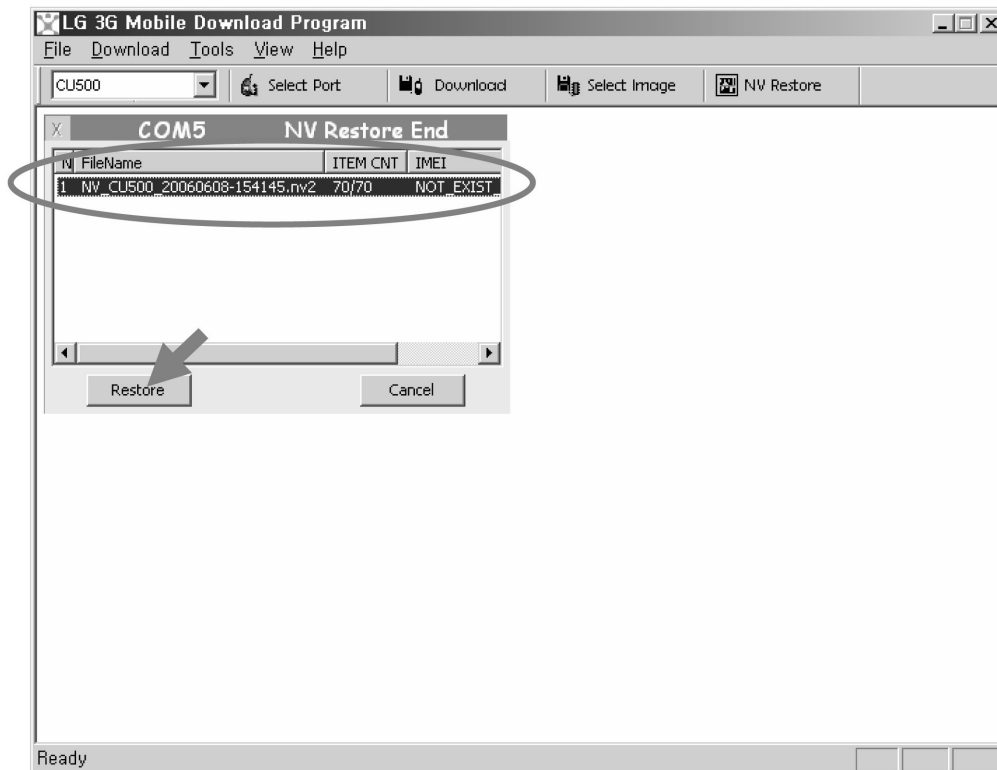 LG 3G Mobile Download Program
File Download Tools View Help
CU500 Select Port Download Select Image NV Restore
X COM5 NV Restore End
N FileName ITEM CNT IMEI
1 NV_CU500_20060608-154145.nv2 70/70 NOT_EXIST_
Restore Cancel
Ready